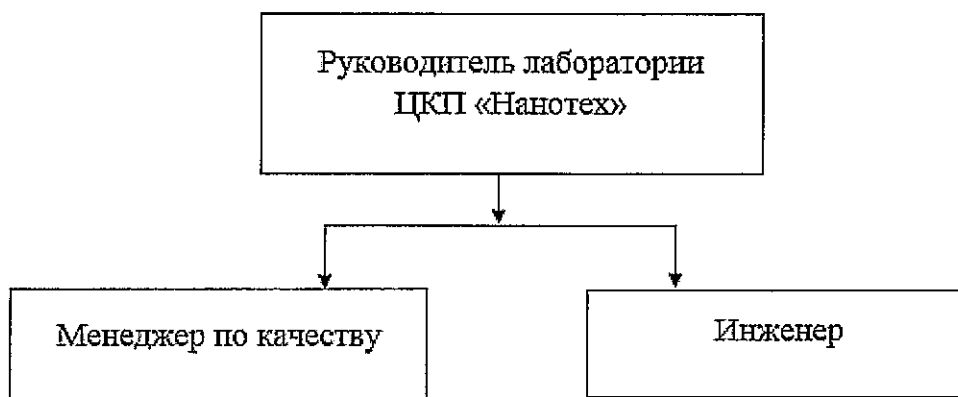 Руководитель лаборатории
ЦКП «Нанотех»
Менеджер по качеству
Инженер